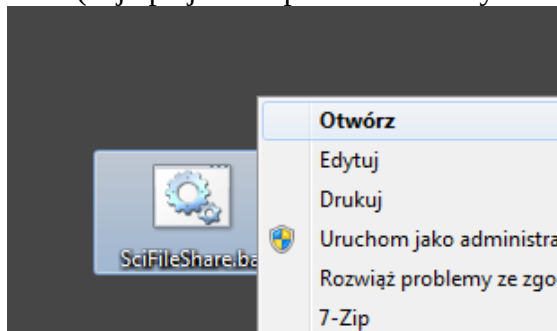 Otwórz
Edytuj
Drukuj
SciFileShare.ba
Uruchom jako administra
Rozwiąż problemy ze zgo
7-Zip